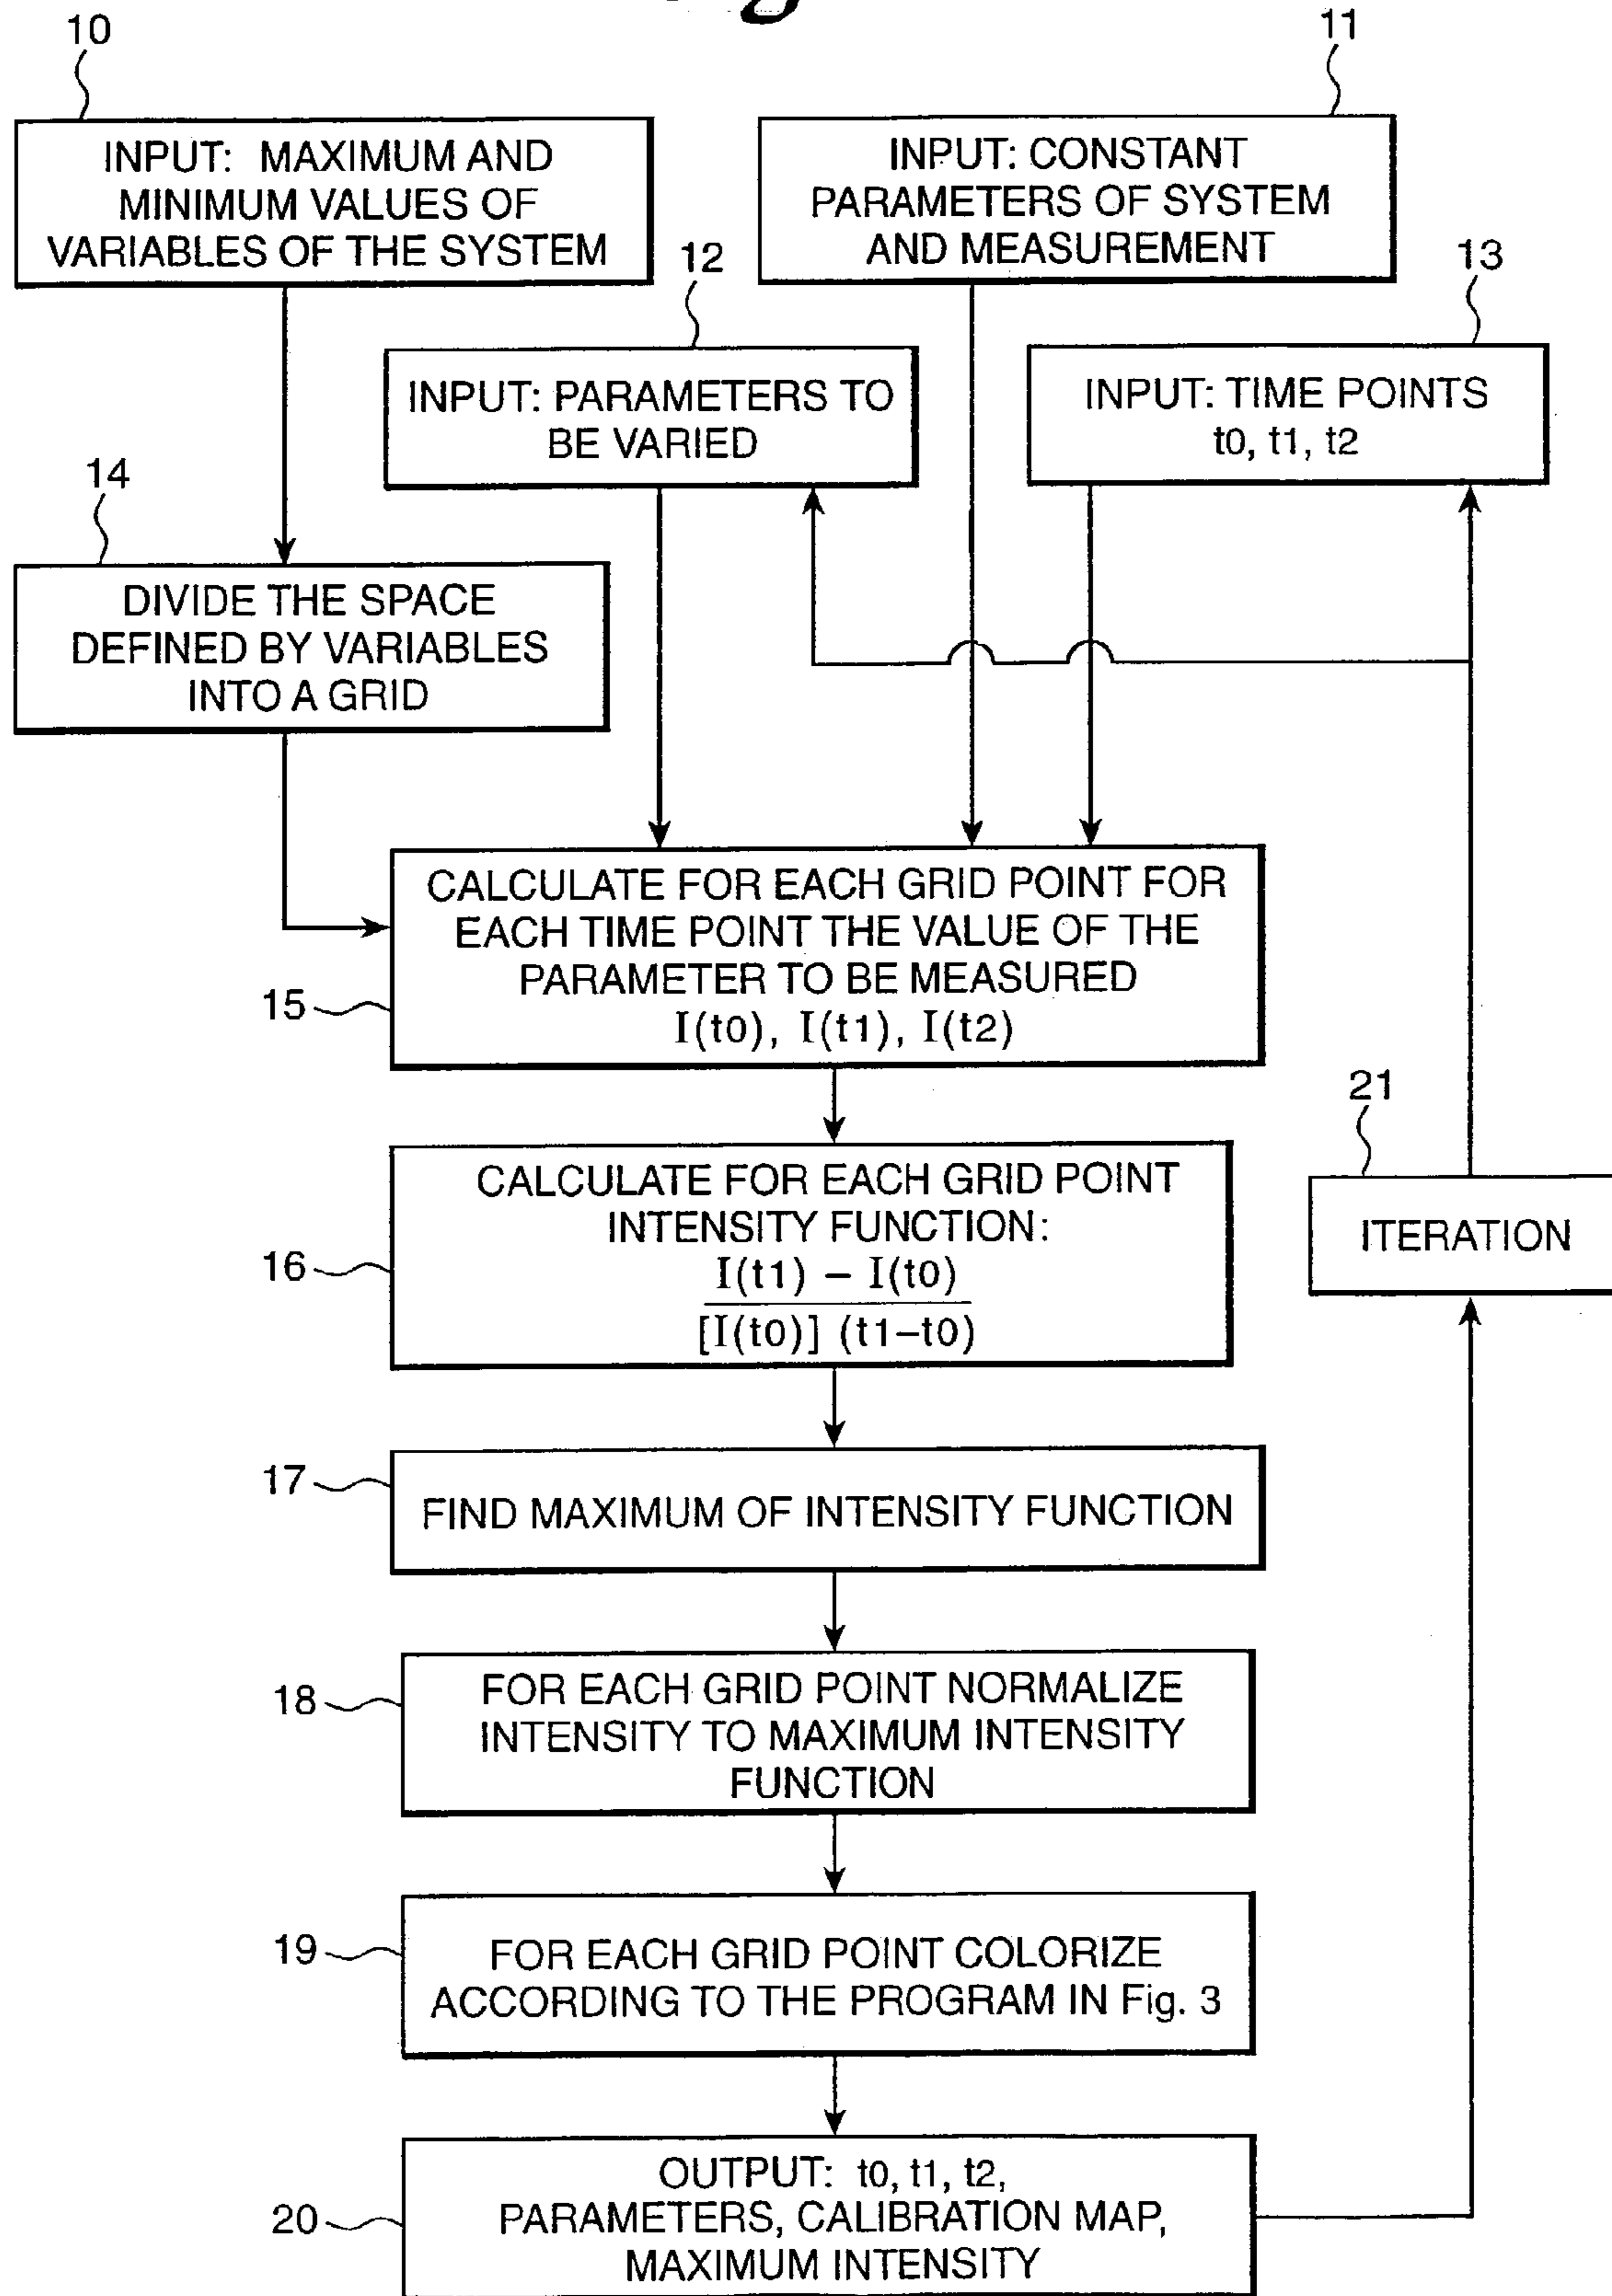 10
11
INPUT: MAXIMUM AND
MINIMUM VALUES OF
VARIABLES OF THE SYSTEM
INPUT: CONSTANT
PARAMETERS OF SYSTEM
AND MEASUREMENT
12
13
INPUT: PARAMETERS TO
BE VARIED
INPUT: TIME POINTS
t0, t1, t2
14
DIVIDE THE SPACE
DEFINED BY VARIABLES
INTO A GRID
CALCULATE FOR EACH GRID POINT FOR
EACH TIME POINT THE VALUE OF THE
PARAMETER TO BE MEASURED
I(t0), I(t1), I(t2)
15
21
CALCULATE FOR EACH GRID POINT
INTENSITY FUNCTION:
I(t1) – I(t0)
[I(t0)] (t1–t0)
16
ITERATION
17
FIND MAXIMUM OF INTENSITY FUNCTION
18
FOR EACH GRID POINT NORMALIZE
INTENSITY TO MAXIMUM INTENSITY
FUNCTION
19
FOR EACH GRID POINT COLORIZE
ACCORDING TO THE PROGRAM IN Fig. 3
20
OUTPUT: t0, t1, t2,
PARAMETERS, CALIBRATION MAP,
MAXIMUM INTENSITY